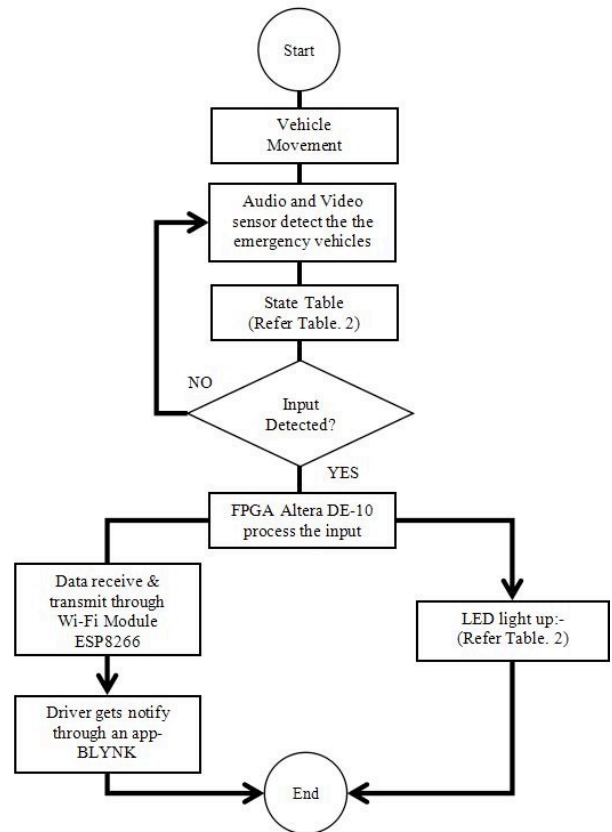 Start
Vehicle
Movement
Audio and Video
sensor detect the the
emergency vehicles
State Table
(Refer Table. 2)
NO
Input
Detected?
YES
FPGA Altera DE-10
process the input
Data receive &
transmit through
Wi-Fi Module
ESP8266
LED light up:-
(Refer Table. 2)
Driver gets notify
through an app-
BLYNK
End